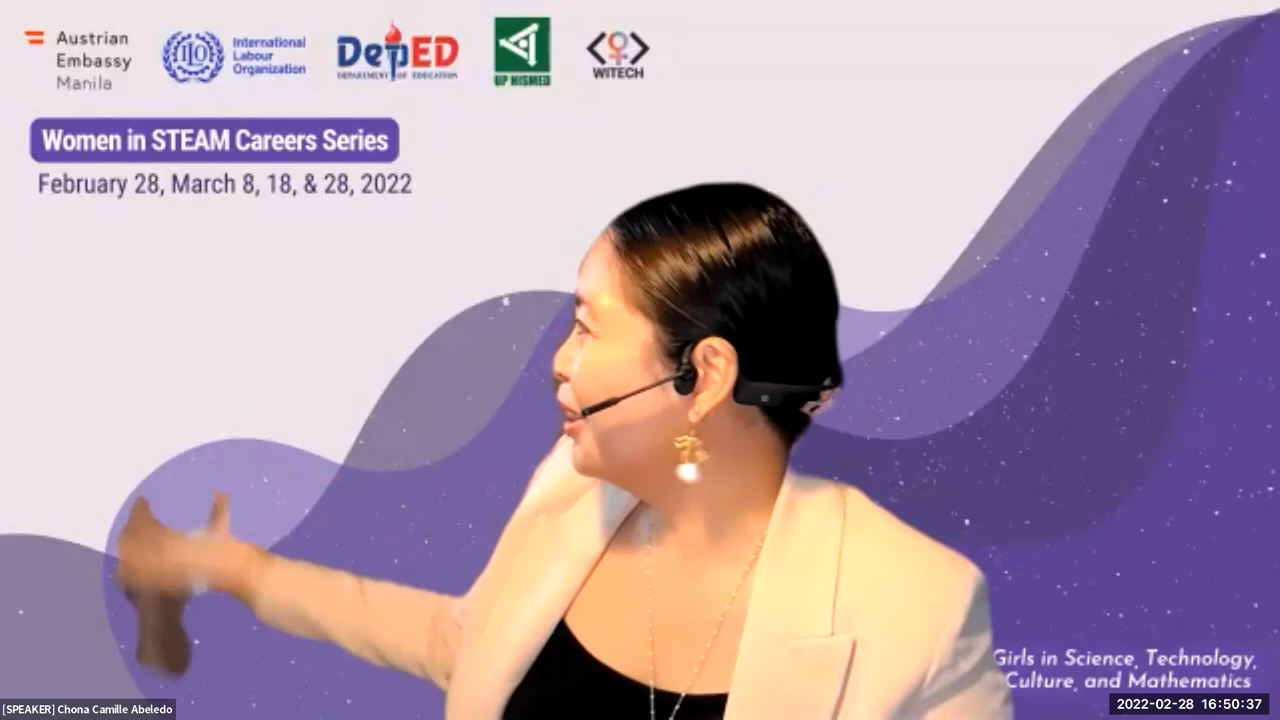 Austrian
Embassy
Manila
International
Labour
Organization
ILO
DepED
DEPARTMENT OF EDUCATION
UP NISMED
WITECH
Women in STEAM Careers Series
February 28, March 8, 18, & 28, 2022
Girls in Science, Technology,
Culture, and Mathematics
[SPEAKER] Chona Camille Abeledo
2022-02-28 16:50:37